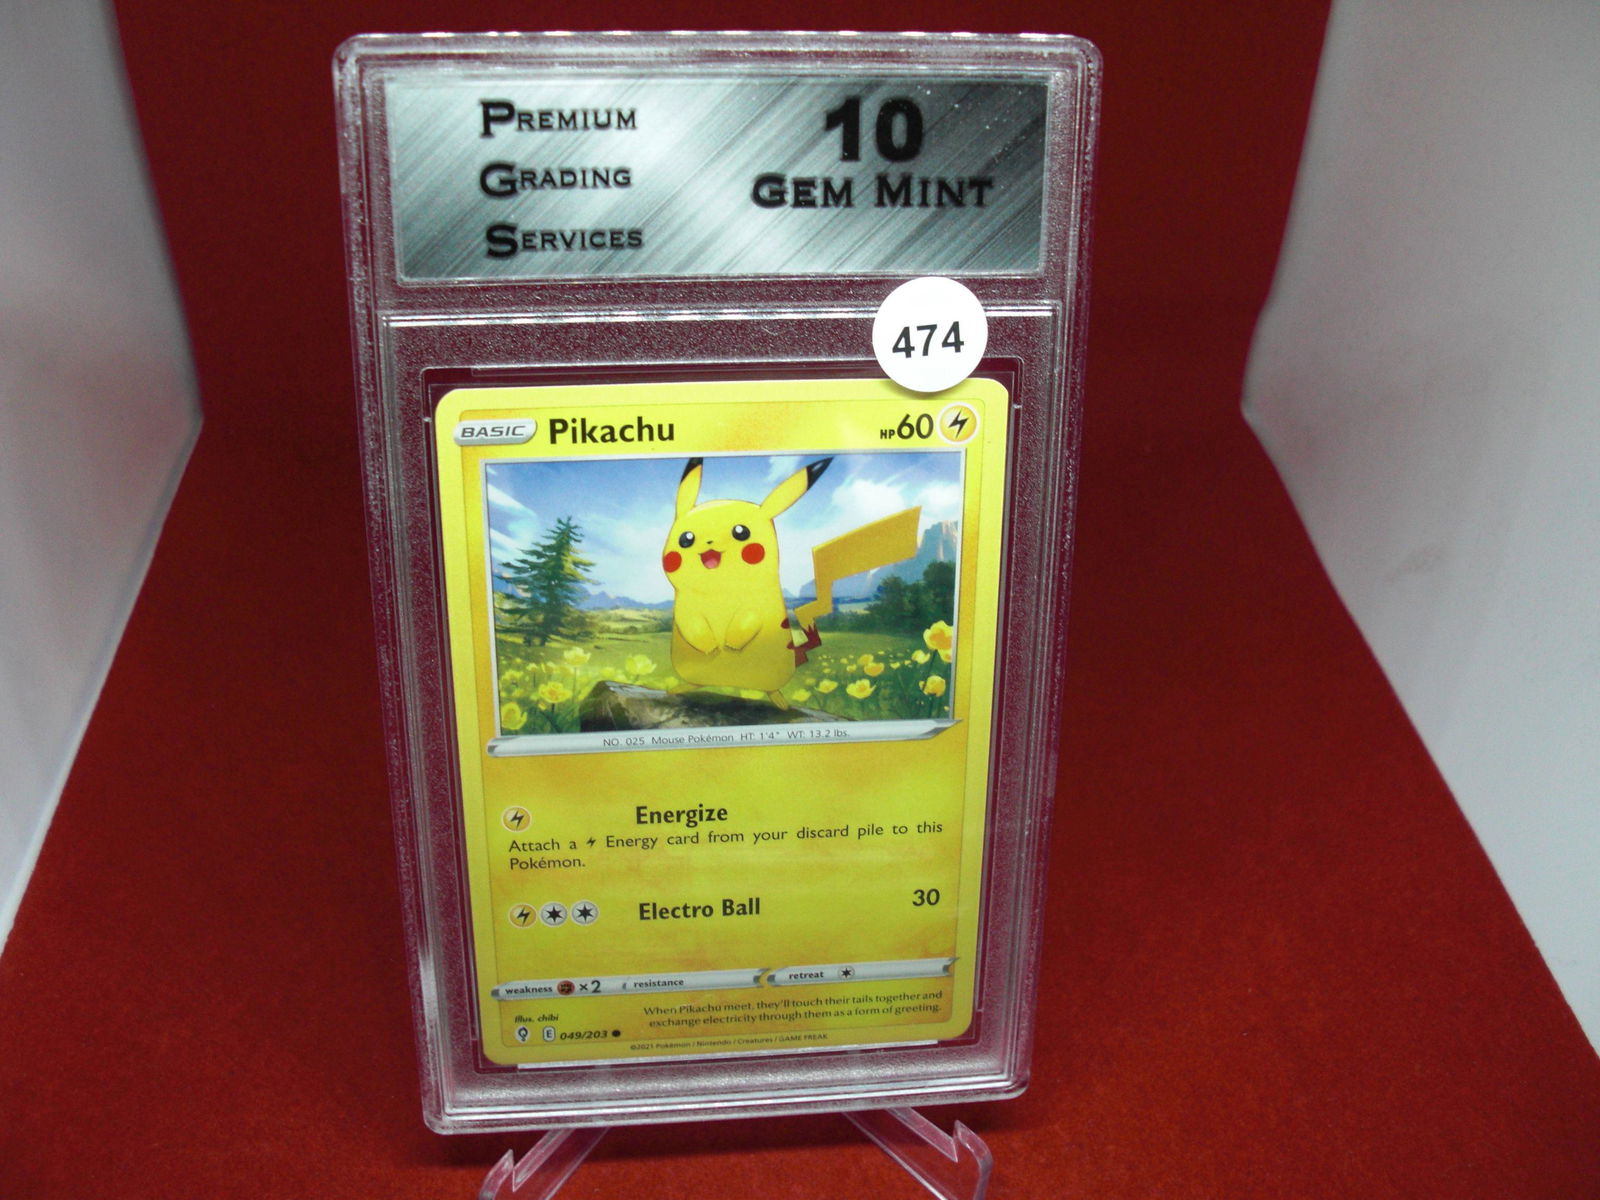 PREMIUM
GRADING
SERVICES
10
GEM MINT
474
BASIC Pikachu HP 60
NO. 025 Mouse Pokémon HT: 1'4" WT: 13.2 lbs.
Energize
Attach a Energy card from your discard pile to this
Pokémon.
Electro Ball 30
weakness ×2 resistance retreat
When Pikachu meet, they'll touch their tails together and
exchange electricity through them as a form of greeting.
Illus. chibi
E 049/203
©2021 Pokémon / Nintendo / Creatures / GAME FREAK